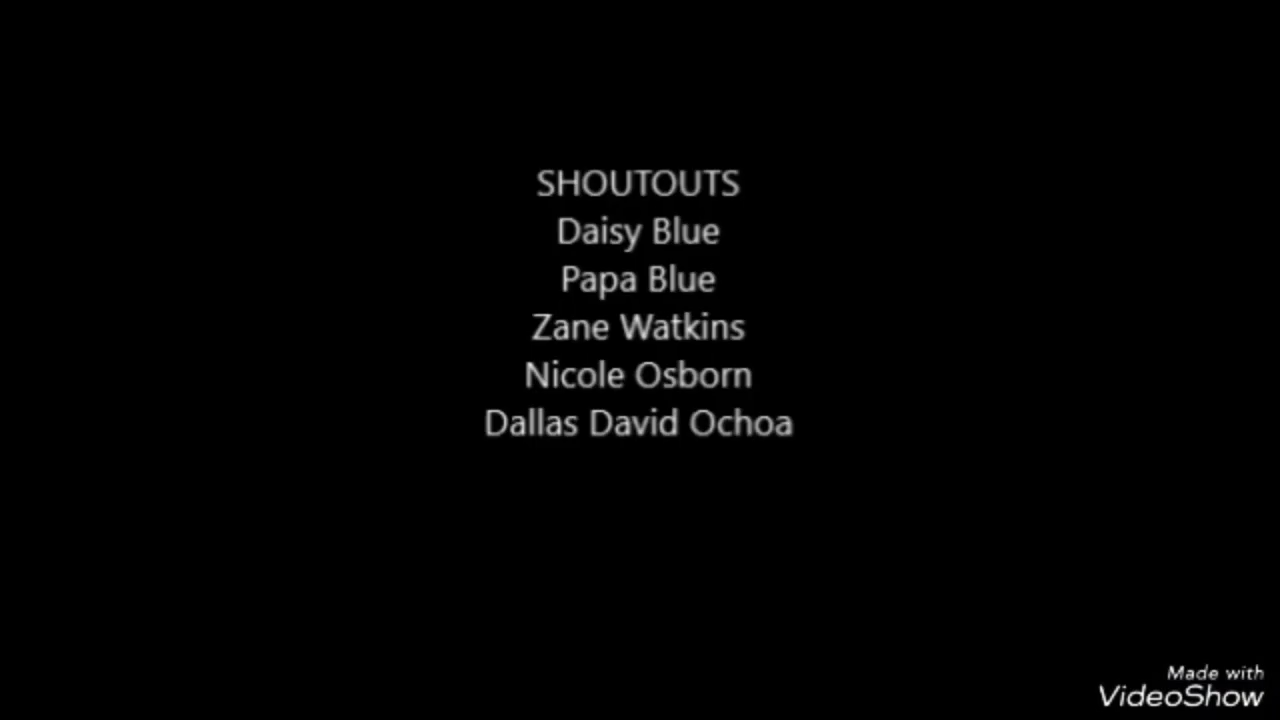 SHOUTOUTS
Daisy Blue
Papa Blue
Zane Watkins
Nicole Osborn
Dallas David Ochoa
Made with
VideoShow